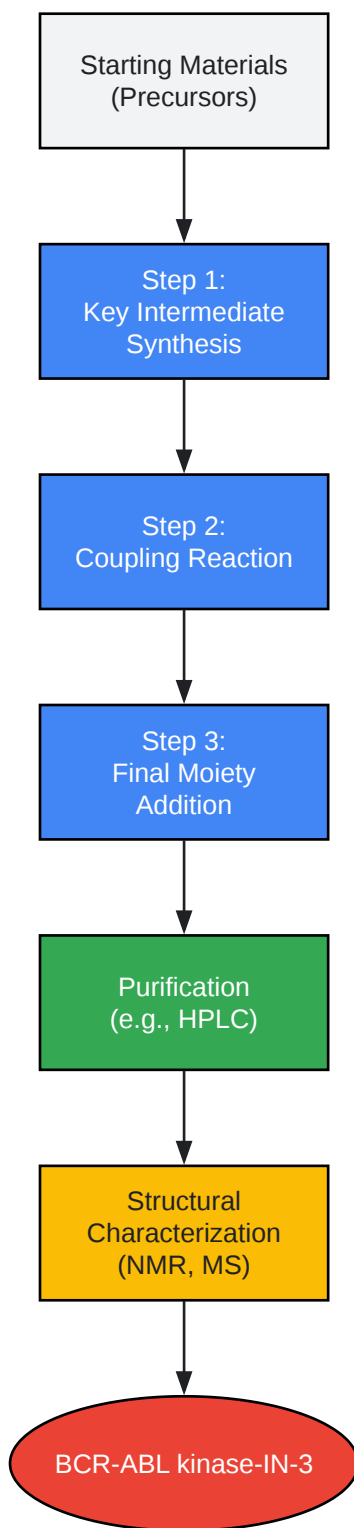 Starting Materials
(Precursors)
Step 1:
Key Intermediate
Synthesis
Step 2:
Coupling Reaction
Step 3:
Final Moiety
Addition
Purification
(e.g., HPLC)
Structural
Characterization
(NMR, MS)
BCR-ABL kinase-IN-3